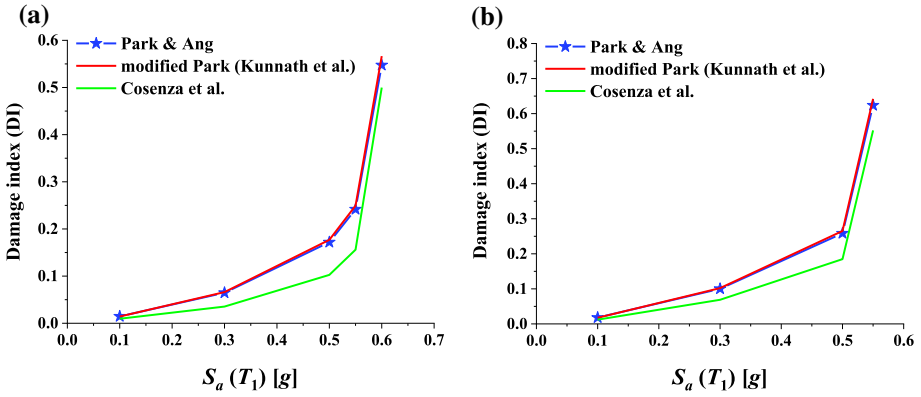 (a)
Park & Ang
modified Park (Kunnath et al.)
Cosenza et al.
Damage index (DI)
0.6
0.5
0.4
0.3
0.2
0.1
0.0
0.0 0.1 0.2 0.3 0.4 0.5 0.6 0.7
Sa (T1) [g]
(b)
Park & Ang
modified Park (Kunnath et al.)
Cosenza et al.
Damage index (DI)
0.8
0.7
0.6
0.5
0.4
0.3
0.2
0.1
0.0
0.0 0.1 0.2 0.3 0.4 0.5 0.6
Sa (T1) [g]